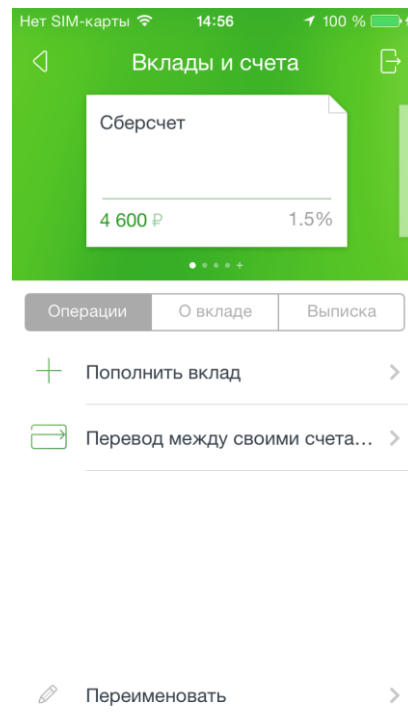 Нет SIM-карты 14:56 100 %
Вклады и счета
Сберсчет
4 600 ₽ 1.5%
Операции О вкладе Выписка
Пополнить вклад
Перевод между своими счета...
Переименовать